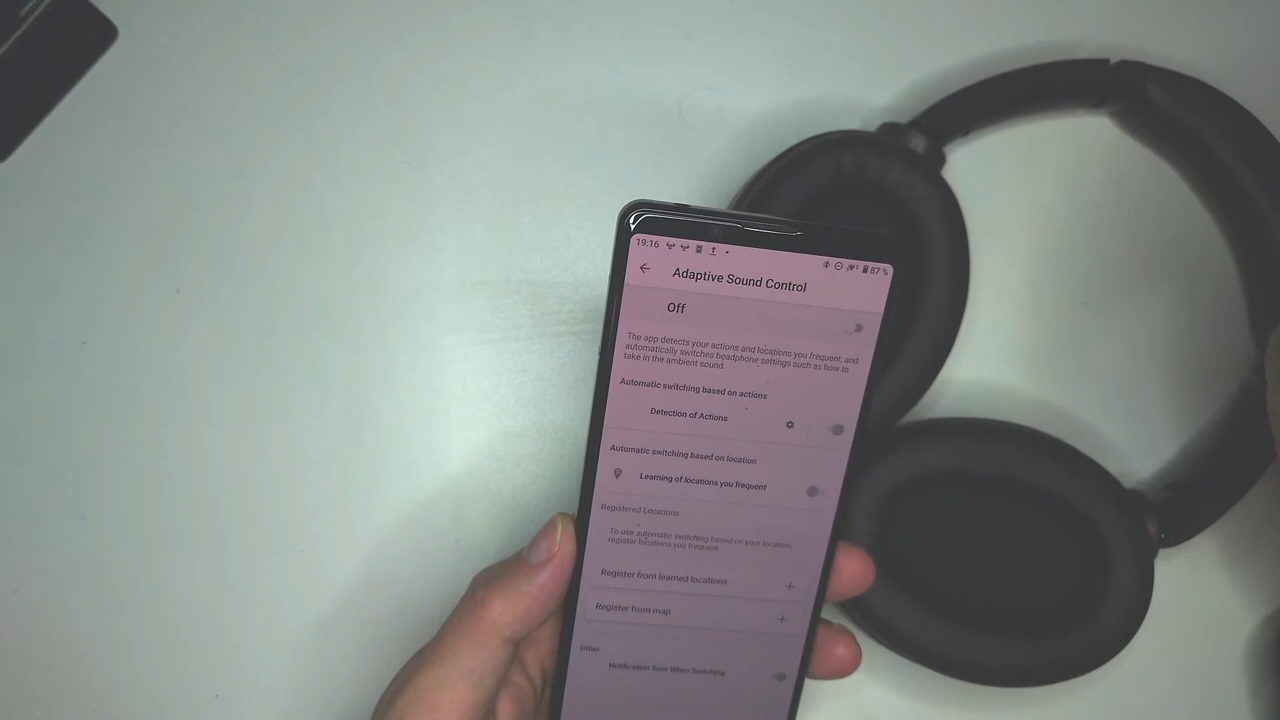 19:16
87%
Adaptive Sound Control
Off
The app detects your actions and locations you frequent, and
automatically switches headphone settings such as how to
take in the ambient sound.
Automatic switching based on actions
Detection of Actions
Automatic switching based on location
Learning of locations you frequent
Registered Locations
To use automatic switching based on your location,
register locations you frequent.
Register from learned locations
Register from map
Other
Notification Tone When Switching